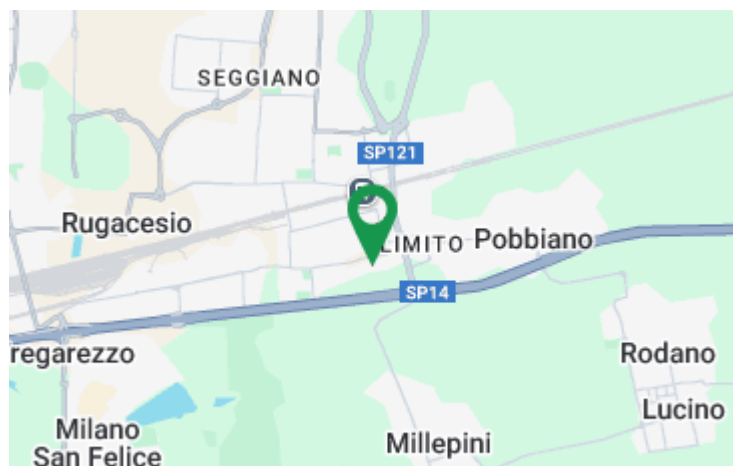 SEGGIANO
SP121
Rugacesio
LIMITO
Pobbiano
SP14
regarezzo
Rodano
Lucino
Milano
San Felice
Millepini